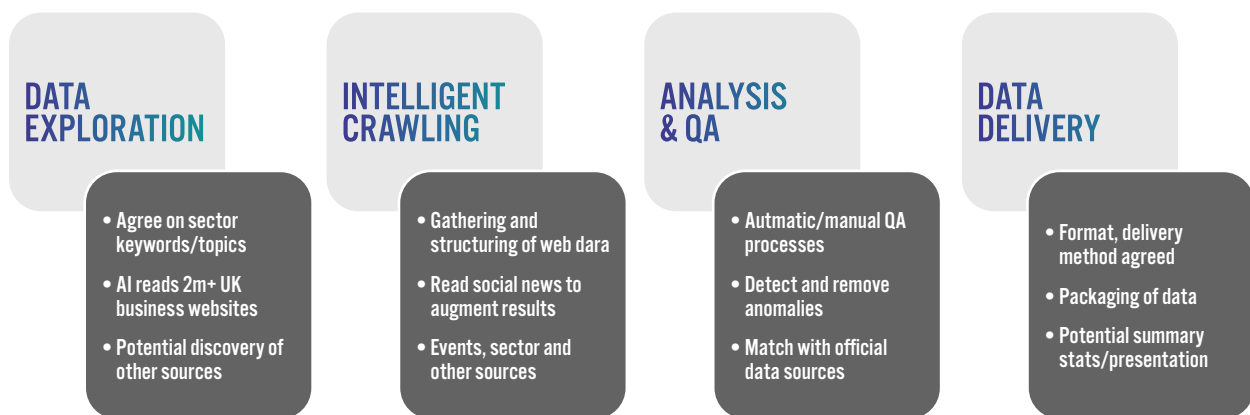 DATA
EXPLORATION
• Agree on sector
keywords/topics
• AI reads 2m+ UK
business websites
• Potential discovery of
other sources
INTELLIGENT
CRAWLING
• Gathering and
structuring of web dara
• Read social news to
augment results
• Events, sector and
other sources
ANALYSIS
& QA
• Autmatic/manual QA
processes
• Detect and remove
anomalies
• Match with official
data sources
DATA
DELIVERY
• Format, delivery
method agreed
• Packaging of data
• Potential summary
stats/presentation